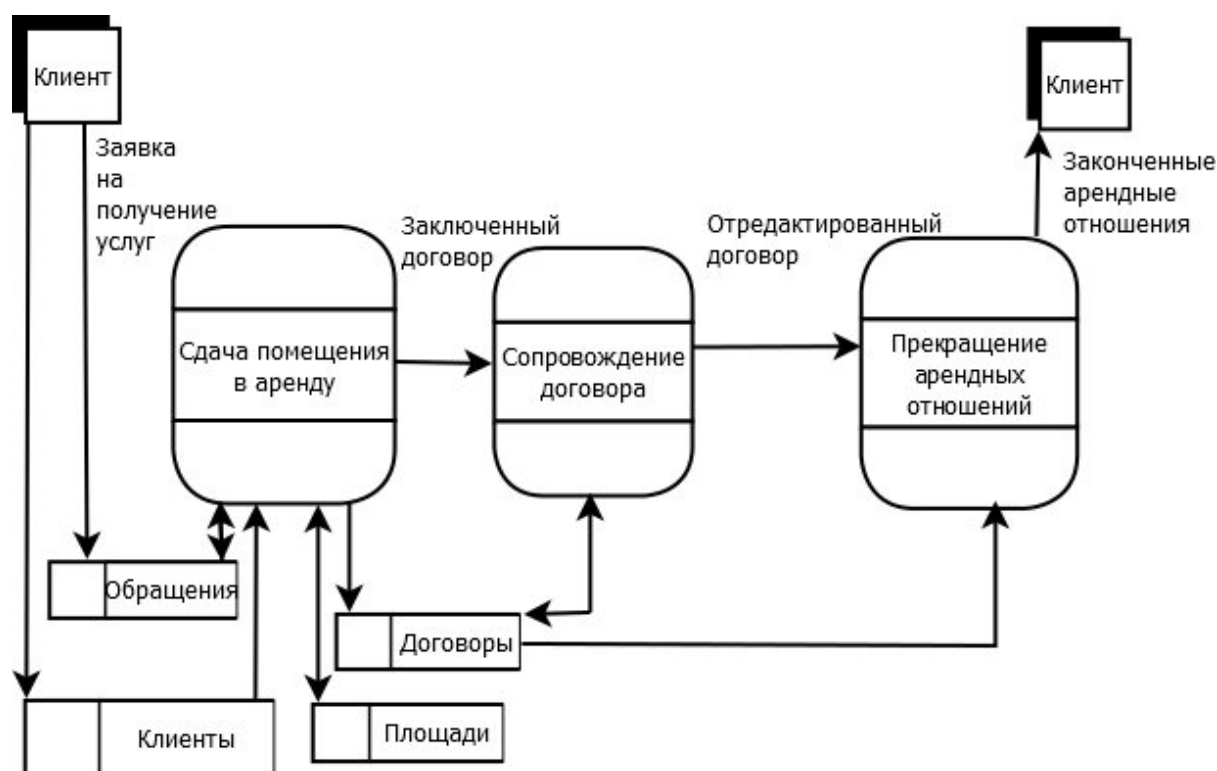 Клиент
Клиент
Заявка
на
получение
услуг
Заключенный
договор
Отредактированный
договор
Законченные
арендные
отношения
Сдача помещения
в аренду
Сопровождение
договора
Прекращение
арендных
отношений
Обращения
Договоры
Клиенты
Площади